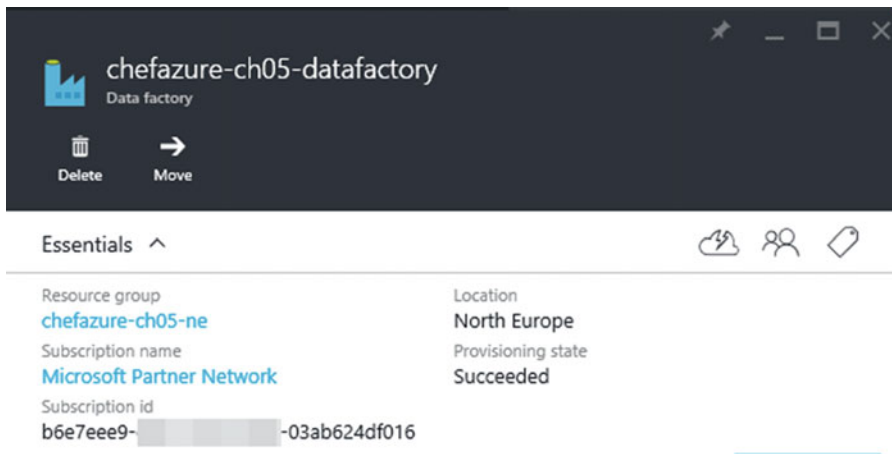 chefazure-ch05-datafactory
Data factory
Delete Move
Essentials
Resource group
chefazure-ch05-ne
Location
North Europe
Subscription name
Microsoft Partner Network
Provisioning state
Succeeded
Subscription id
b6e7eee9- -03ab624df016